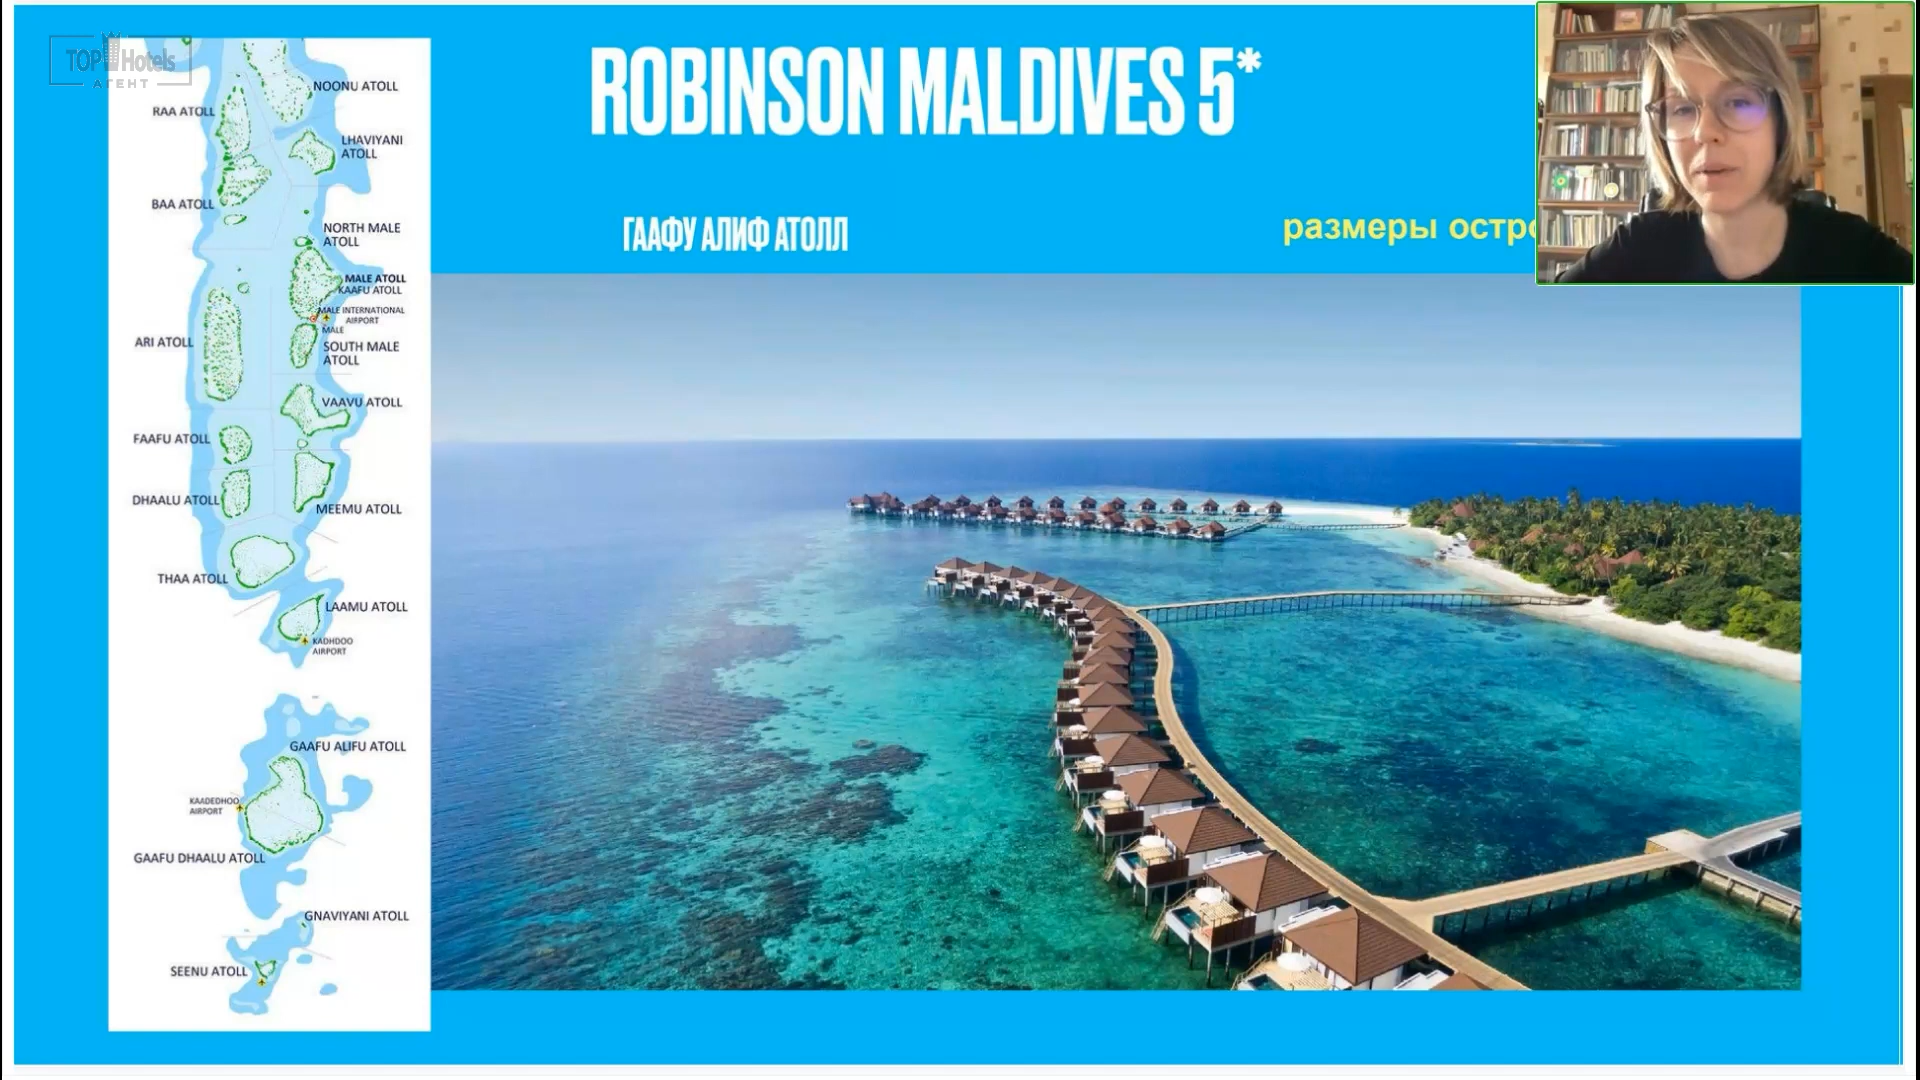 TOP Hotels
АГЕНТ
ROBINSON MALDIVES 5*
ГААФУ АЛИФ АТОЛЛ
размеры остро
NOONU ATOLL
RAA ATOLL
LHAVIYANI
ATOLL
BAA ATOLL
NORTH MALE
ATOLL
MALE ATOLL
KAAFU ATOLL
MALE INTERNATIONAL
AIRPORT
MALE
ARI ATOLL
SOUTH MALE
ATOLL
VAAVU ATOLL
FAAFU ATOLL
DHAALU ATOLL
MEEMU ATOLL
THAA ATOLL
LAAMU ATOLL
KADHDOO
AIRPORT
GAAFU ALIFU ATOLL
KAADEDHOO
AIRPORT
GAAFU DHAALU ATOLL
GNAVIYANI ATOLL
SEENU ATOLL